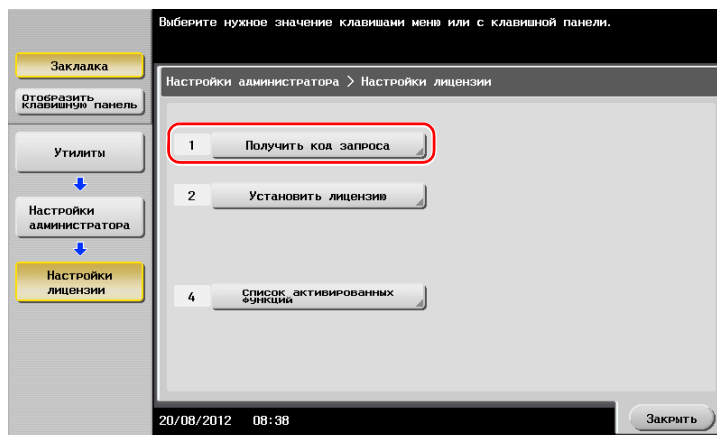 Выберите нужное значение клавишами меню или с клавишной панели.
Закладка
Отобразить
клавишную панель
Утилиты
Настройки
администратора
Настройки
лицензии
Настройки администратора > Настройки лицензии
1 Получить код запроса
2 Установить лицензию
4 Список активированных
функций
20/08/2012 08:38
Закрыть